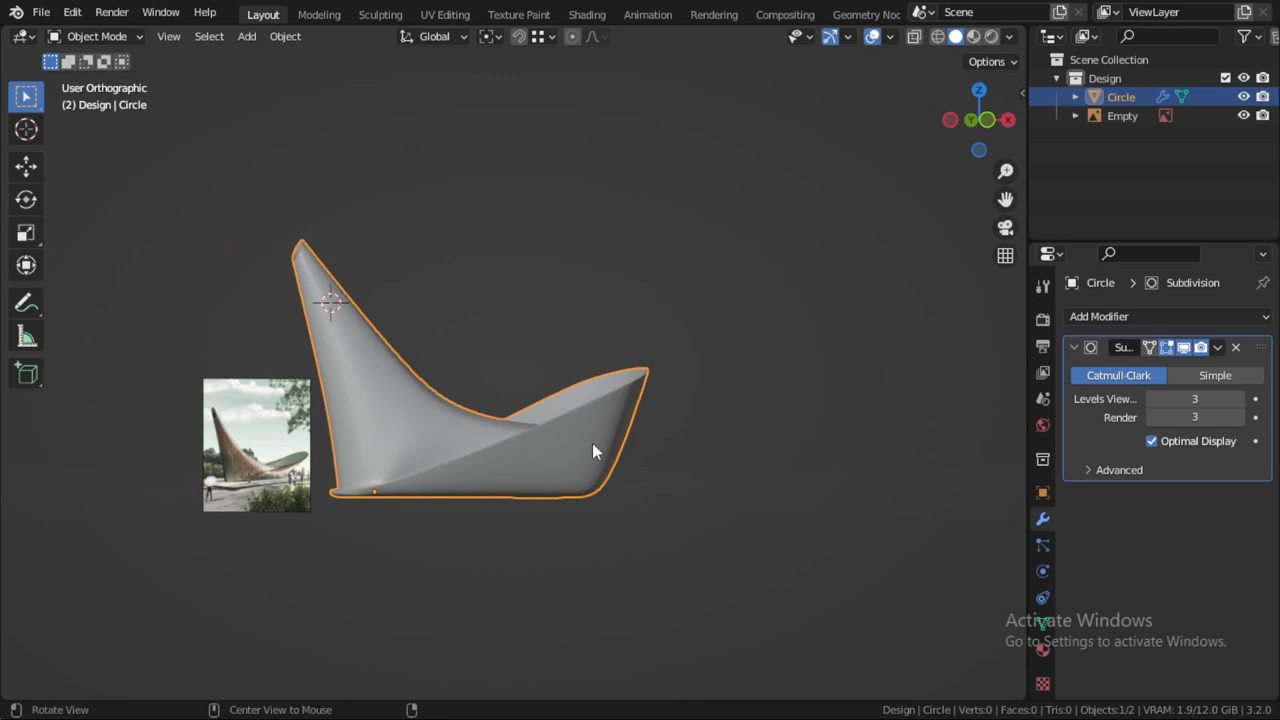 File Edit Render Window Help Layout Modeling Sculpting UV Editing Texture Paint Shading Animation Rendering Compositing Geometry Noc Scene ViewLayer
Object Mode View Select Add Object Global
Options
User Orthographic
(2) Design | Circle
Z
Y
X
Scene Collection
Design
Circle
Empty
Circle > Subdivision
Add Modifier
Su...
Catmull-Clark Simple
Levels View... 3
Render 3
Optimal Display
Advanced
Activate Windows
Go to Settings to activate Windows.
Rotate View Center View to Mouse Design | Circle | Verts:0 | Faces:0 | Tris:0 | Objects:1/2 | VRAM: 1.9/12.0 GiB | 3.2.0